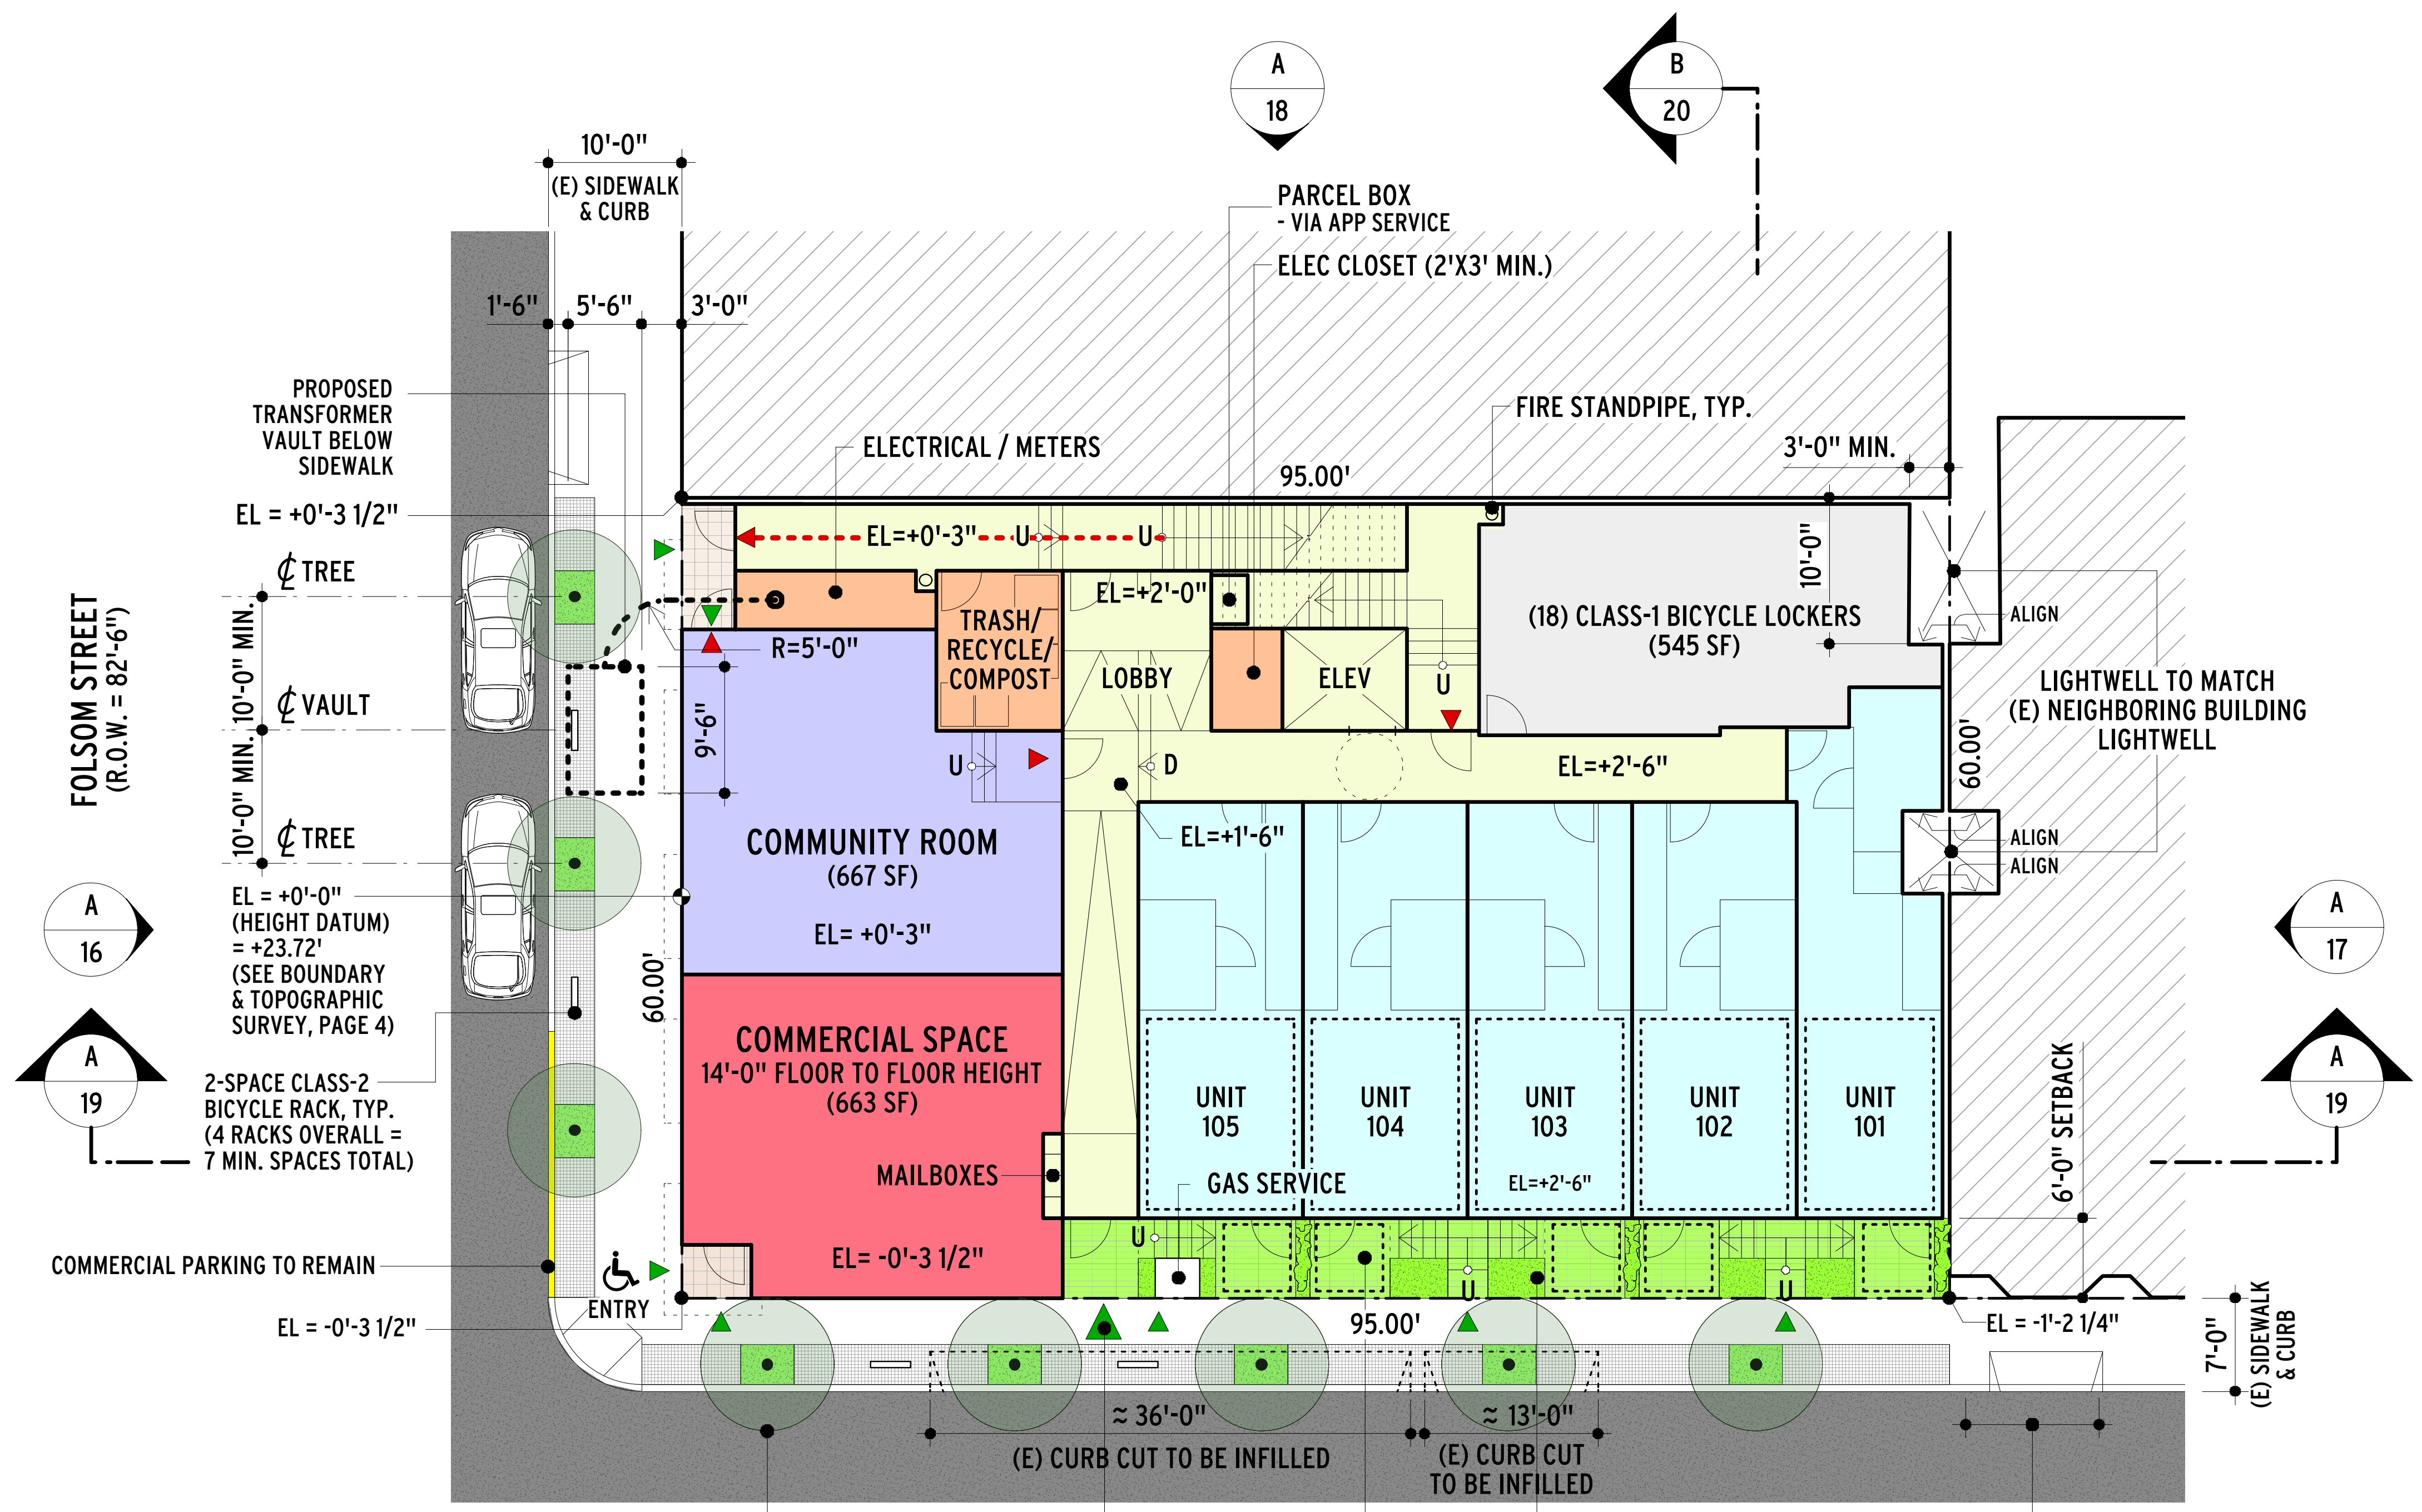 A
18
B
20
10'-0"
(E) SIDEWALK
& CURB
PARCEL BOX
- VIA APP SERVICE
ELEC CLOSET (2'X3' MIN.)
1'-6"
5'-6"
3'-0"
PROPOSED
TRANSFORMER
VAULT BELOW
SIDEWALK
FIRE STANDPIPE, TYP.
ELECTRICAL / METERS
3'-0" MIN.
95.00'
EL = +0'-3 1/2"
EL=+0'-3"
U
U
10'-0"
℄ TREE
EL=+2'-0"
(18) CLASS-1 BICYCLE LOCKERS
(545 SF)
ALIGN
TRASH/
RECYCLE/
COMPOST
R=5'-0"
LOBBY
ELEV
U
FOLSOM STREET
(R.O.W. = 82'-6")
10'-0" MIN.
10'-0" MIN.
℄ VAULT
9'-6"
LIGHTWELL TO MATCH
(E) NEIGHBORING BUILDING
LIGHTWELL
60.00'
U
D
EL=+2'-6"
℄ TREE
COMMUNITY ROOM
(667 SF)
EL= +0'-3"
EL=+1'-6"
ALIGN
ALIGN
A
16
EL = +0'-0"
(HEIGHT DATUM)
= +23.72'
(SEE BOUNDARY
& TOPOGRAPHIC
SURVEY, PAGE 4)
A
17
60.00'
COMMERCIAL SPACE
14'-0" FLOOR TO FLOOR HEIGHT
(663 SF)
A
19
2-SPACE CLASS-2
BICYCLE RACK, TYP.
(4 RACKS OVERALL =
7 MIN. SPACES TOTAL)
UNIT
105
UNIT
104
UNIT
103
UNIT
102
UNIT
101
6'-0" SETBACK
A
19
MAILBOXES
GAS SERVICE
EL=+2'-6"
COMMERCIAL PARKING TO REMAIN
EL= -0'-3 1/2"
U
U
U
ENTRY
EL = -0'-3 1/2"
95.00'
EL = -1'-2 1/4"
7'-0"
(E) SIDEWALK
& CURB
≈ 36'-0"
(E) CURB CUT TO BE INFILLED
≈ 13'-0"
(E) CURB CUT
TO BE INFILLED